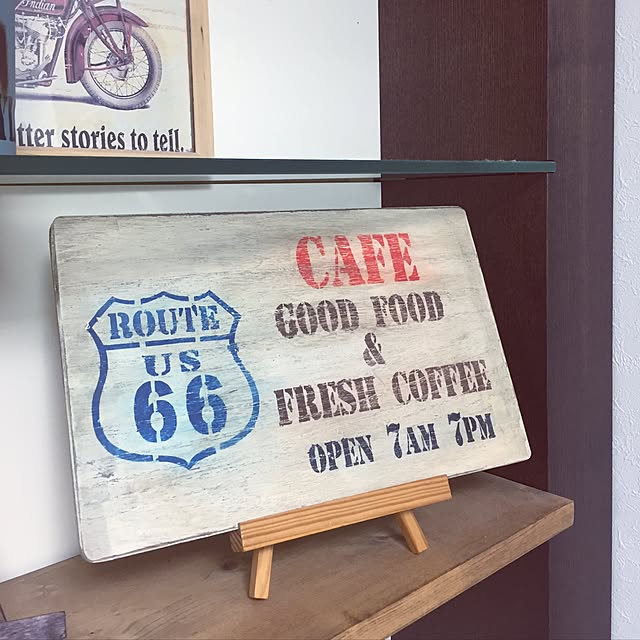 Indian
tter stories to tell.
ROUTE
US
66
CAFE
GOOD FOOD
&
FRESH COFFEE
OPEN 7AM 7PM